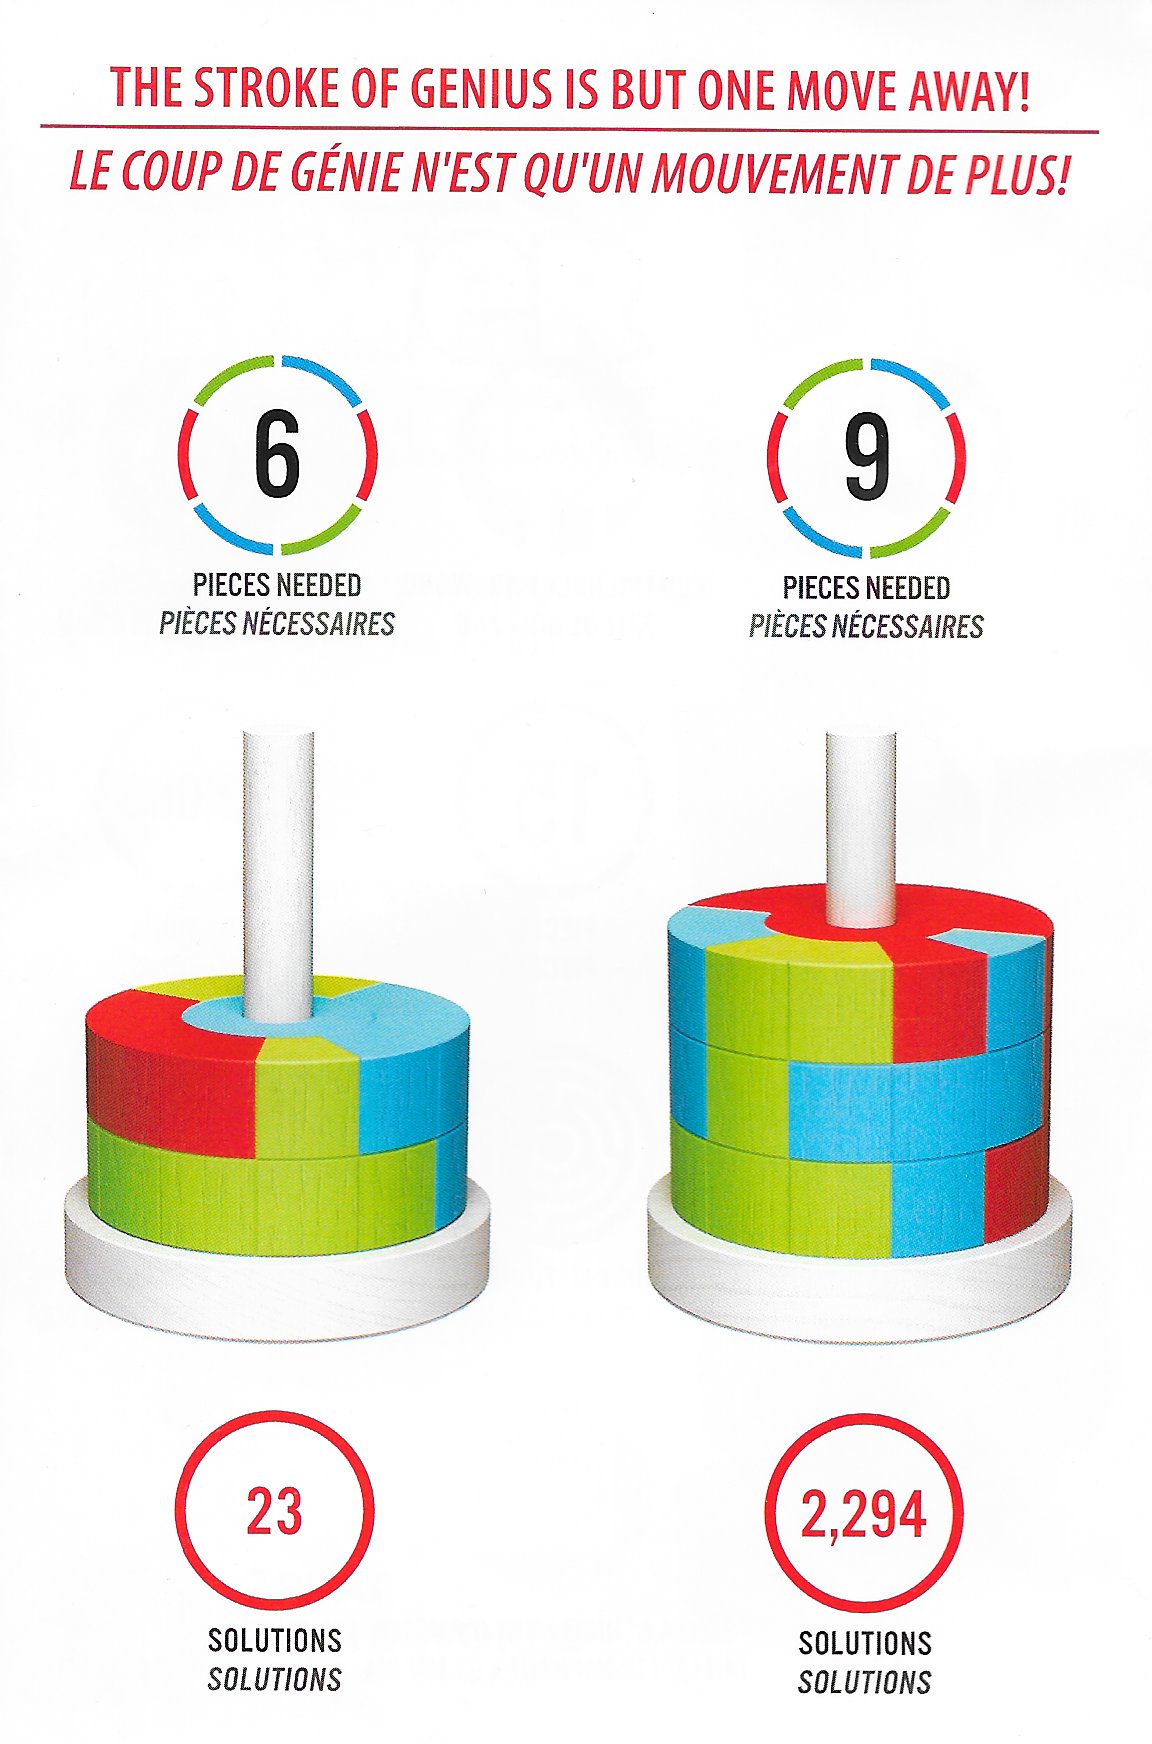 THE STROKE OF GENIUS IS BUT ONE MOVE AWAY!
LE COUP DE GÉNIE N'EST QU'UN MOUVEMENT DE PLUS!
6
PIECES NEEDED
PIÈCES NÉCESSAIRES
9
PIECES NEEDED
PIÈCES NÉCESSAIRES
23
SOLUTIONS
SOLUTIONS
2,294
SOLUTIONS
SOLUTIONS